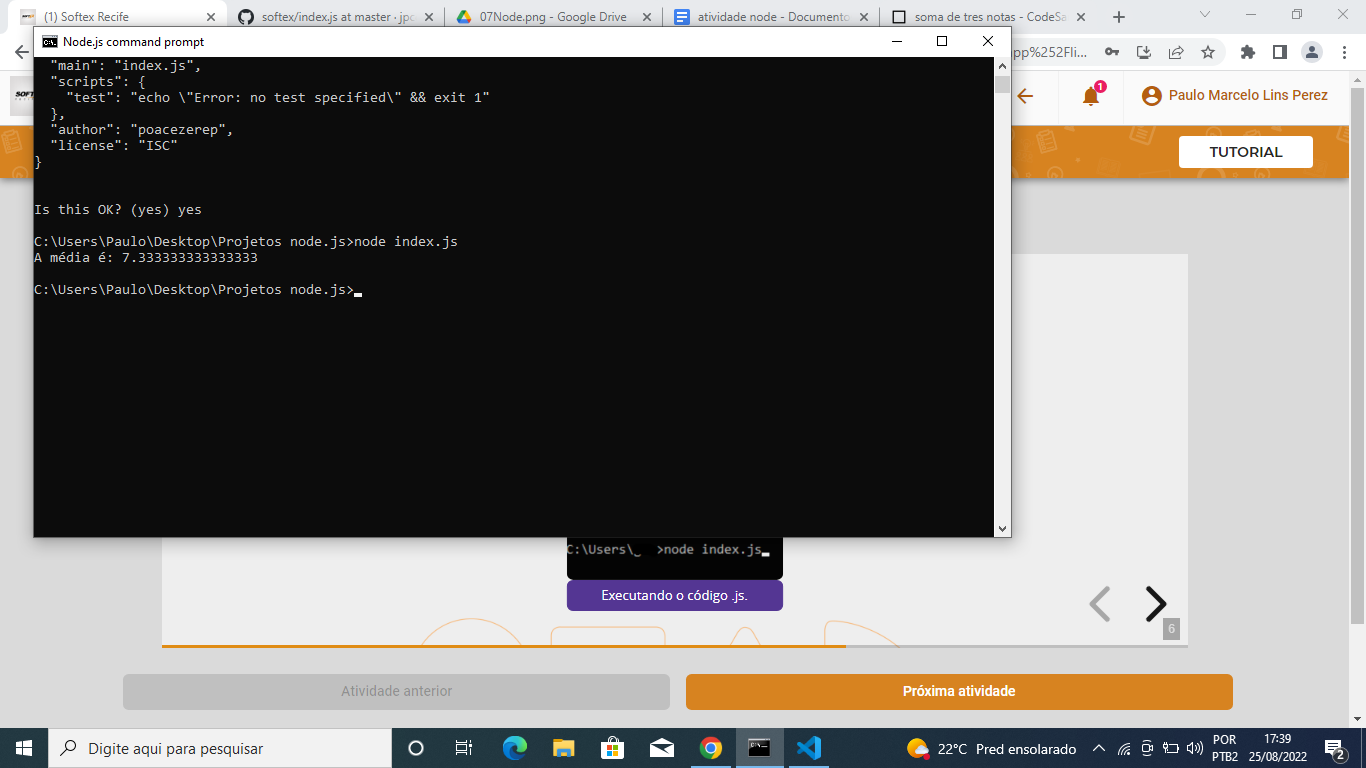 (1) Softex Recife
softex/index.js at master · jpc
07Node.png - Google Drive
atividade node - Documento
soma de tres notas - CodeSa
Node.js command prompt
app%252Fli...
"main": "index.js",
"scripts": {
"test": "echo \"Error: no test specified\" && exit 1"
},
"author": "poacezerep",
"license": "ISC"
}
Is this OK? (yes) yes
C:\Users\Paulo\Desktop\Projetos node.js>node index.js
A média é: 7.333333333333333
C:\Users\Paulo\Desktop\Projetos node.js>
SOFT
1
Paulo Marcelo Lins Perez
TUTORIAL
C:\Users\_ >node index.js
Executando o código .js.
6
Atividade anterior
Próxima atividade
Digite aqui para pesquisar
22°C Pred ensolarado
POR
PTB2
17:39
25/08/2022
2